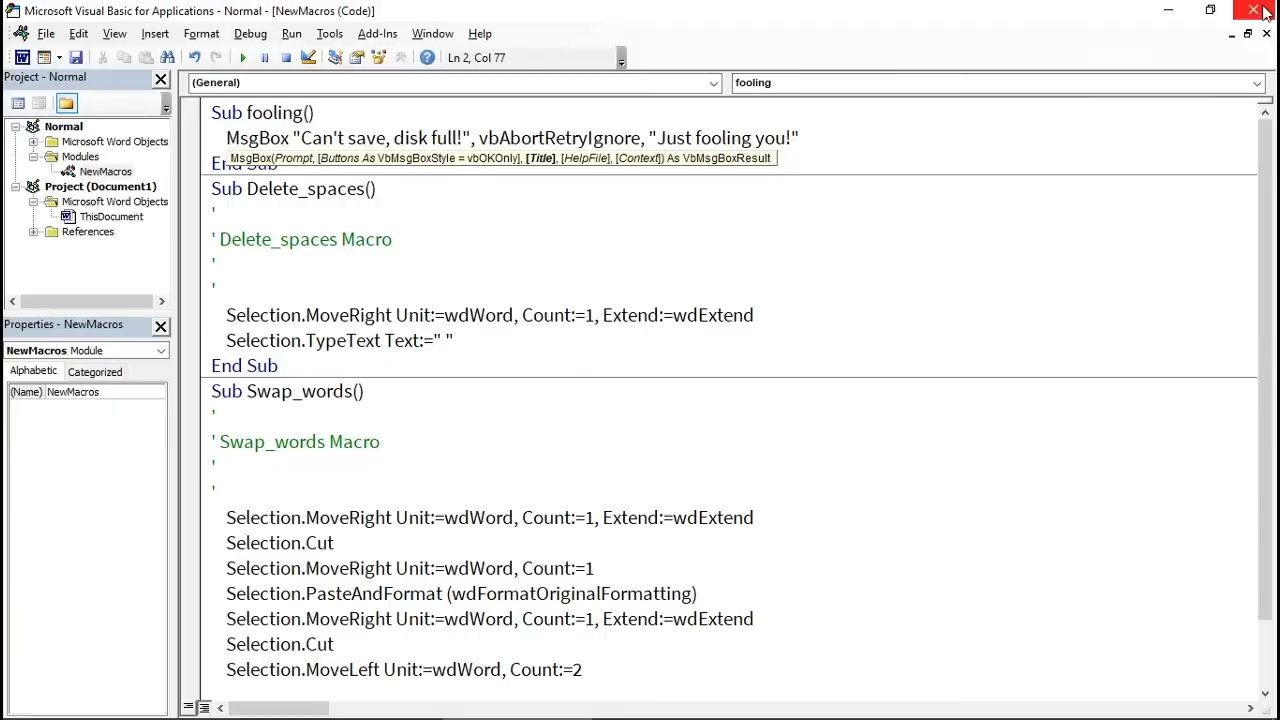 Microsoft Visual Basic for Applications - Normal - [NewMacros (Code)]
File Edit View Insert Format Debug Run Tools Add-Ins Window Help
Ln 2, Col 77
Project - Normal
Normal
Microsoft Word Objects
Modules
NewMacros
Project (Document1)
Microsoft Word Objects
ThisDocument
References
Properties - NewMacros
NewMacros Module
Alphabetic Categorized
(Name) NewMacros
(General) fooling
Sub fooling()
MsgBox "Can't save, disk full!", vbAbortRetryIgnore, "Just fooling you!"
MsgBox(Prompt, [Buttons As VbMsgBoxStyle = vbOKOnly], [Title], [HelpFile], [Context]) As VbMsgBoxResult
End Sub
Sub Delete_spaces()
'
' Delete_spaces Macro
'
'
Selection.MoveRight Unit:=wdWord, Count:=1, Extend:=wdExtend
Selection.TypeText Text:=" "
End Sub
Sub Swap_words()
'
' Swap_words Macro
'
'
Selection.MoveRight Unit:=wdWord, Count:=1, Extend:=wdExtend
Selection.Cut
Selection.MoveRight Unit:=wdWord, Count:=1
Selection.PasteAndFormat (wdFormatOriginalFormatting)
Selection.MoveRight Unit:=wdWord, Count:=1, Extend:=wdExtend
Selection.Cut
Selection.MoveLeft Unit:=wdWord, Count:=2